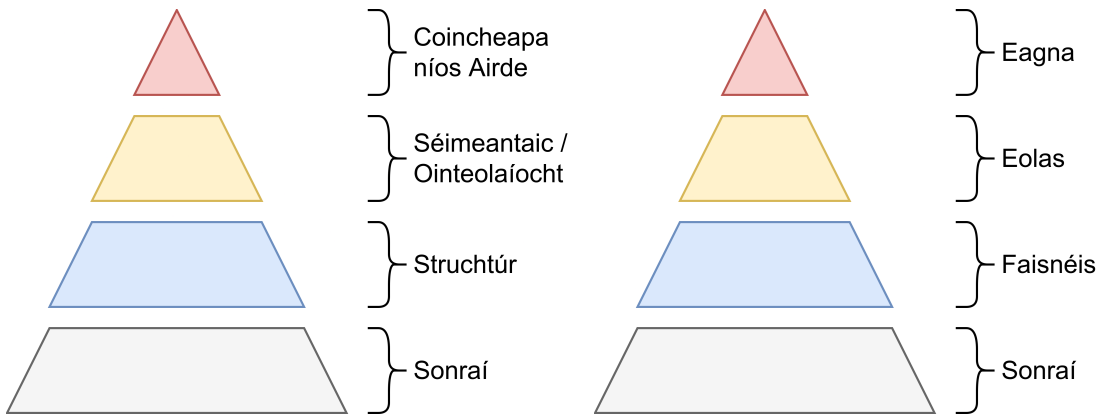 Coincheapa
níos Airde
Séimeantaic /
Ointeolaíocht
Struchtúr
Sonraí
Eagna
Eolas
Faisnéis
Sonraí